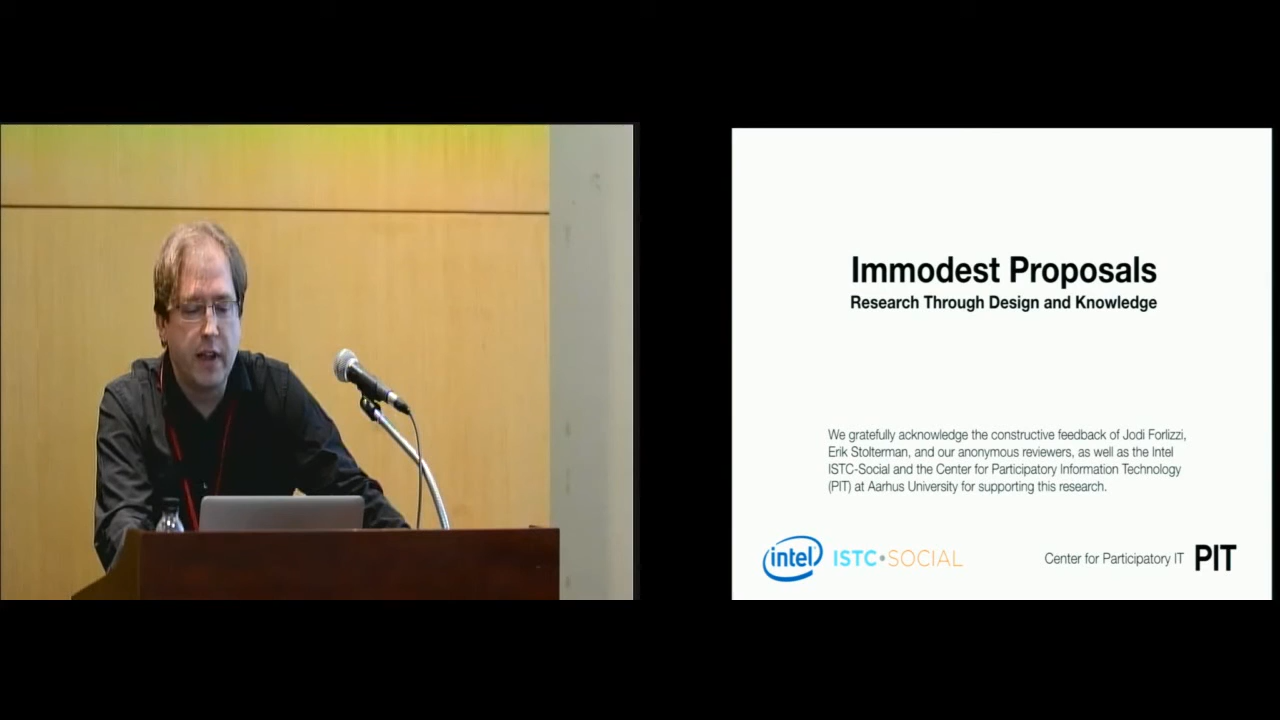 Immodest Proposals
Research Through Design and Knowledge
We gratefully acknowledge the constructive feedback of Jodi Forlizzi,
Erik Stolterman, and our anonymous reviewers, as well as the Intel
ISTC-Social and the Center for Participatory Information Technology
(PIT) at Aarhus University for supporting this research.
intel ISTC•SOCIAL
Center for Participatory IT PIT